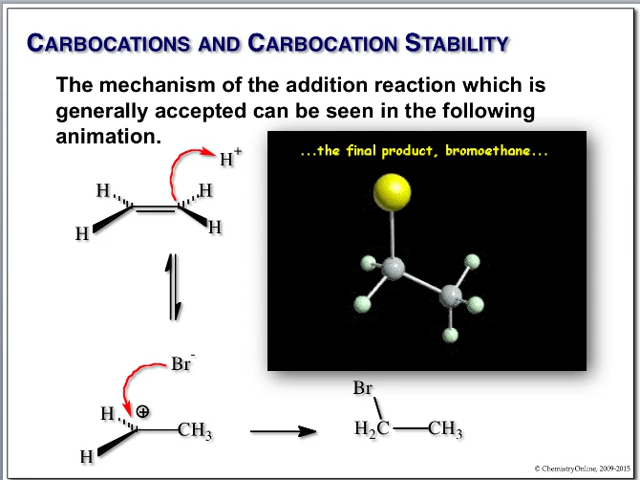 CARBOCATIONS AND CARBOCATION STABILITY
The mechanism of the addition reaction which is
generally accepted can be seen in the following
animation.
...the final product, bromoethane...
H+
H H
H H
Br-
H ⊕
CH3
H
Br
H2C CH3
© ChemistryOnline, 2009-2015